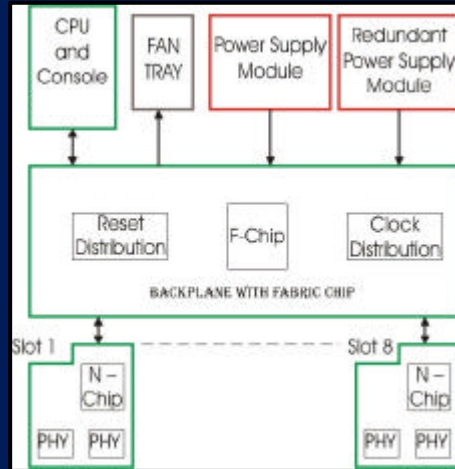 CPU
and
Console
FAN
TRAY
Power Supply
Module
Redundant
Power Supply
Module
Reset
Distribution
F-Chip
Clock
Distribution
BACKPLANE WITH FABRIC CHIP
Slot 1
Slot 8
N –
Chip
PHY
PHY
N –
Chip
PHY
PHY